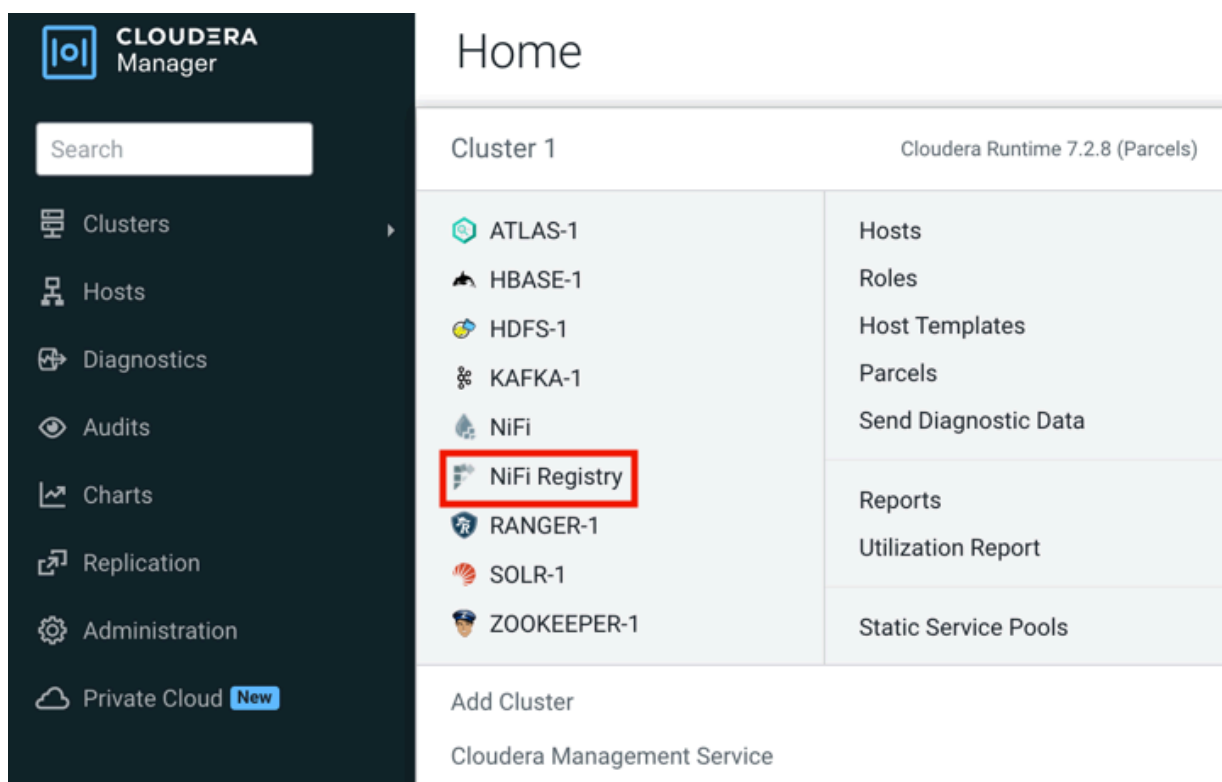 CLOUDERA
Manager
Search
Clusters
Hosts
Diagnostics
Audits
Charts
Replication
Administration
Private Cloud New
Home
Cluster 1
Cloudera Runtime 7.2.8 (Parcels)
ATLAS-1
HBASE-1
HDFS-1
KAFKA-1
NiFi
NiFi Registry
RANGER-1
SOLR-1
ZOOKEEPER-1
Hosts
Roles
Host Templates
Parcels
Send Diagnostic Data
Reports
Utilization Report
Static Service Pools
Add Cluster
Cloudera Management Service